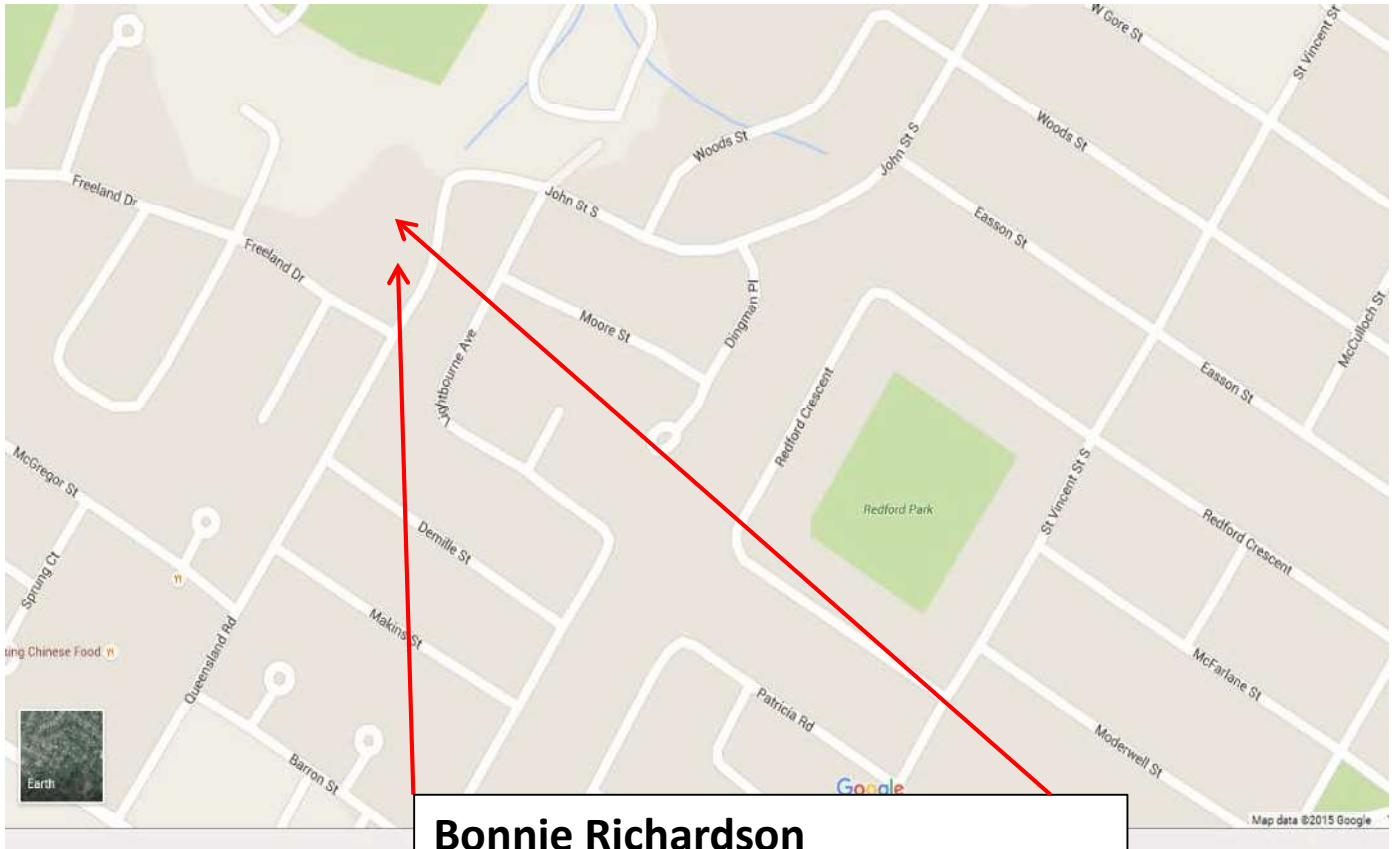 W Gore St
St Vincent St
Woods St
Woods St
John St S
Freeland Dr
John St S
Easson St
Freeland Dr
McCulloch St
Dingman Pl
Moore St
Easson St
Lightbourne Ave
Redford Crescent
McGregor St
St Vincent St S
Redford Park
Redford Crescent
Demille St
Sprung Ct
Makins St
Queensland Rd
ing Chinese Food
McFarlane St
Patricia Rd
Moderwell St
Barron St
Earth
Google
Map data ©2015 Google
Bonnie Richardson